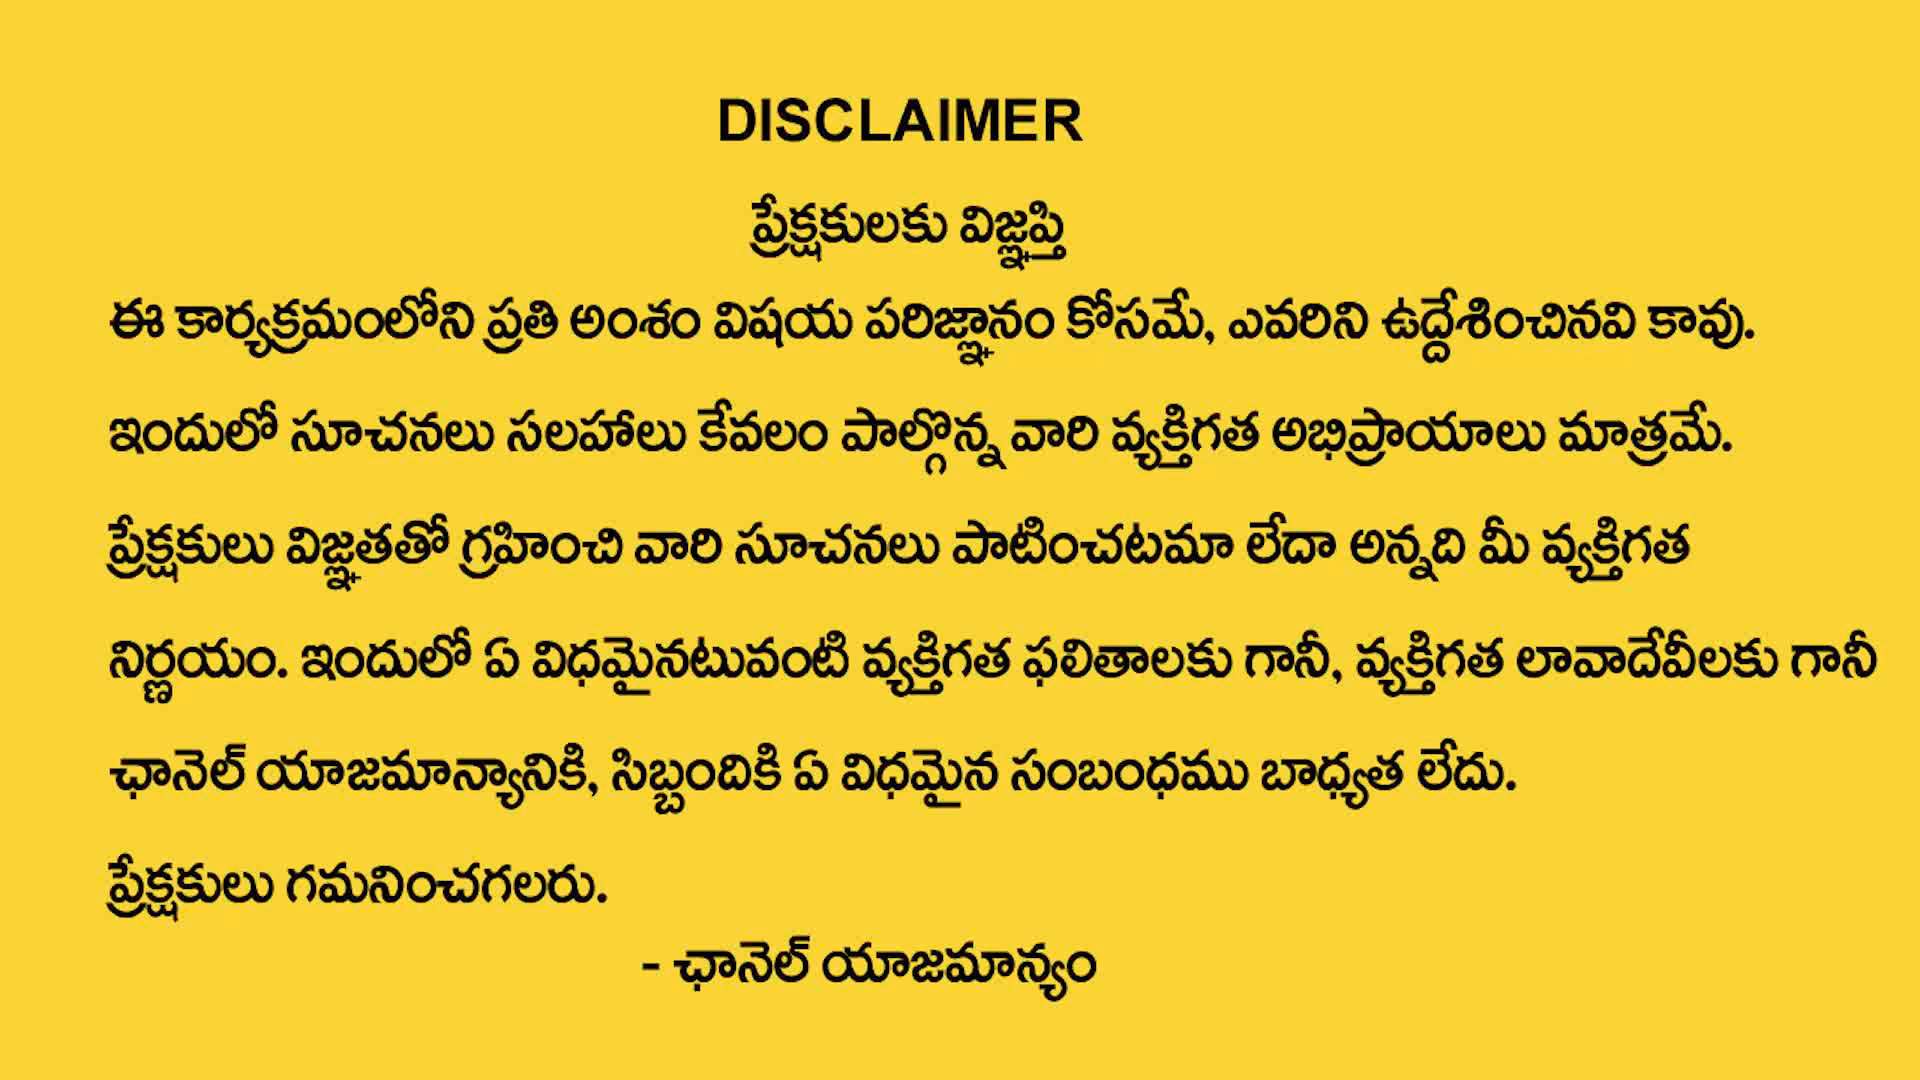 DISCLAIMER
ప్రేక్షకులకు విజ్ఞప్తి
ఈ కార్యక్రమంలోని ప్రతి అంశం విషయ పరిజ్ఞానం కోసమే, ఎవరిని ఉద్దేశించినవి కావు.
ఇందులో సూచనలు సలహాలు కేవలం పాల్గొన్న వారి వ్యక్తిగత అభిప్రాయాలు మాత్రమే.
ప్రేక్షకులు విజ్ఞతతో గ్రహించి వారి సూచనలు పాటించటమా లేదా అన్నది మీ వ్యక్తిగత
నిర్ణయం. ఇందులో ఏ విధమైనటువంటి వ్యక్తిగత ఫలితాలకు గానీ, వ్యక్తిగత లావాదేవీలకు గానీ
ఛానెల్ యాజమాన్యానికి, సిబ్బందికి ఏ విధమైన సంబంధము బాధ్యత లేదు.
ప్రేక్షకులు గమనించగలరు.
- ఛానెల్ యాజమాన్యం